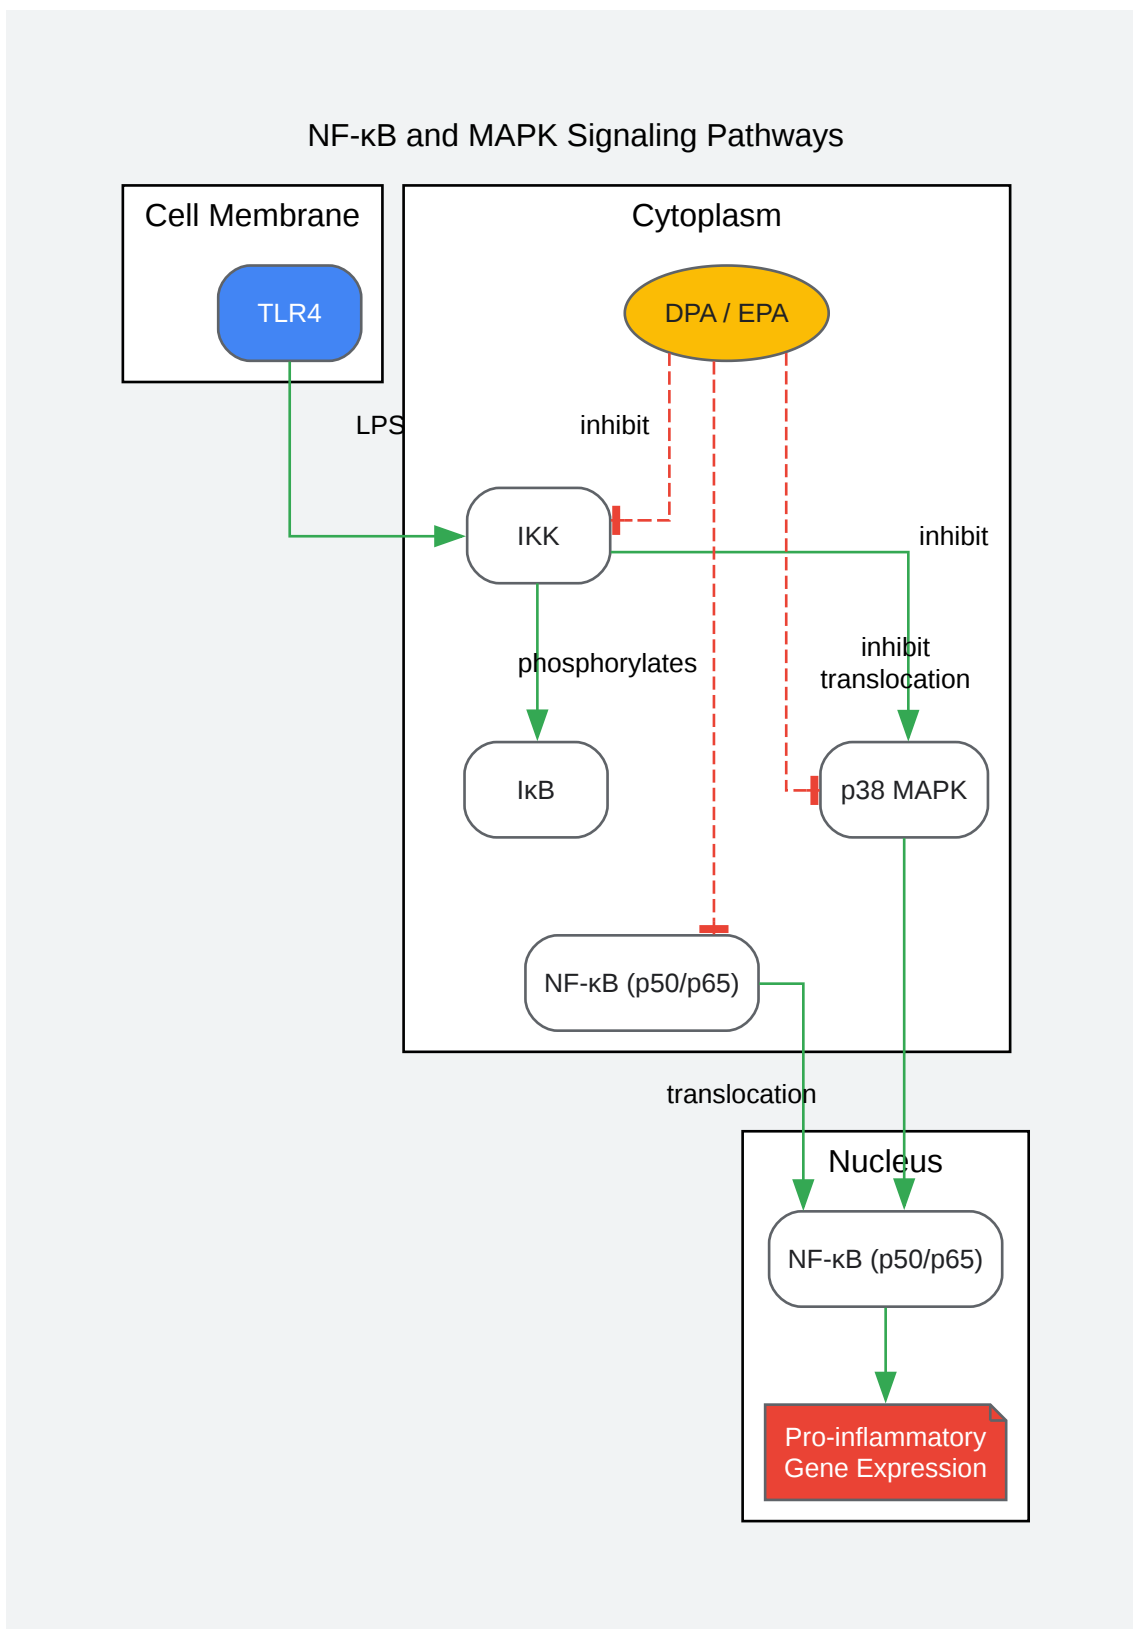 NF-κB and MAPK Signaling Pathways
Cell Membrane
Cytoplasm
TLR4
DPA / EPA
LPS
inhibit
IKK
inhibit
phosphorylates
inhibit
translocation
IκB
p38 MAPK
NF-κB (p50/p65)
translocation
Nucleus
NF-κB (p50/p65)
Pro-inflammatory
Gene Expression